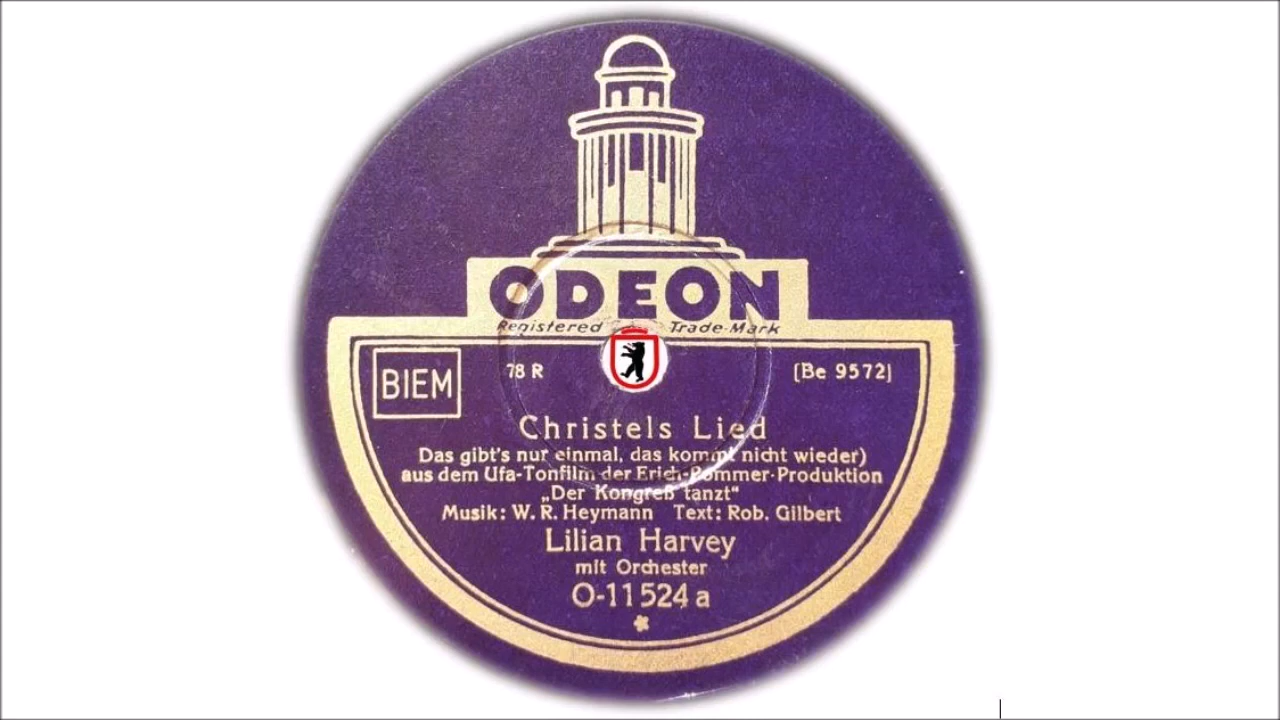 ODEON
Registered Trade-Mark
BIEM
78 R
(Be 9572)
Christels Lied
Das gibt's nur einmal, das kommt nicht wieder)
aus dem Ufa-Tonfilm der Erich-Pommer-Produktion
„Der Kongreß tanzt“
Musik: W. R. Heymann Text: Rob. Gilbert
Lilian Harvey
mit Orchester
O-11524 a